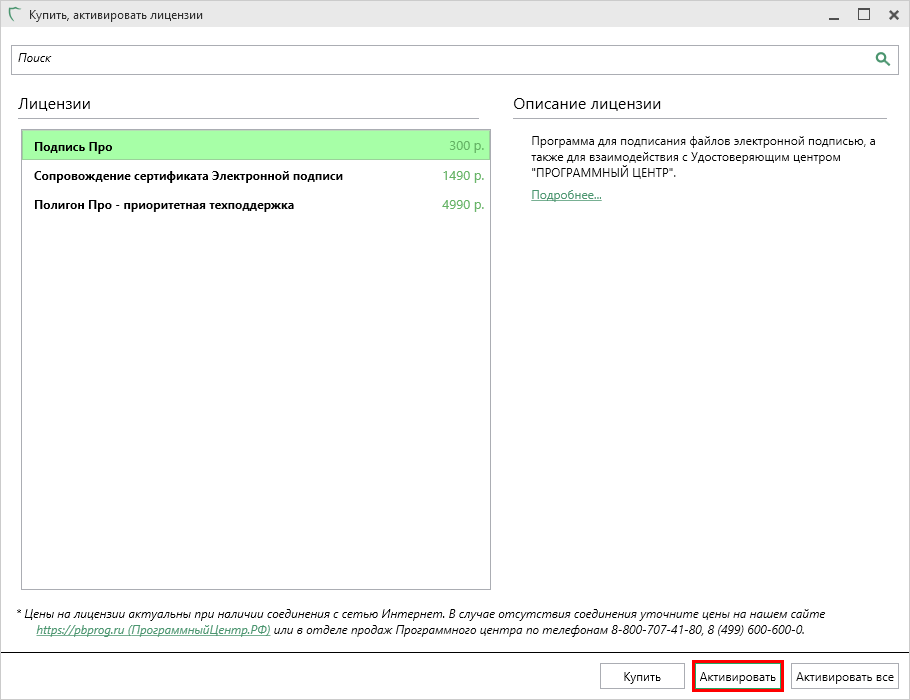 Купить, активировать лицензии
Поиск
Лицензии
Подпись Про 300 р.
Сопровождение сертификата Электронной подписи 1490 р.
Полигон Про - приоритетная техподдержка 4990 р.
Описание лицензии
Программа для подписания файлов электронной подписью, а
также для взаимодействия с Удостоверяющим центром
"ПРОГРАММНЫЙ ЦЕНТР".
Подробнее...
* Цены на лицензии актуальны при наличии соединения с сетью Интернет. В случае отсутствия соединения уточните цены на нашем сайте
https://pbprog.ru (ПрограммныйЦентр.РФ) или в отделе продаж Программного центра по телефонам 8-800-707-41-80, 8 (499) 600-600-0.
Купить Активировать Активировать все